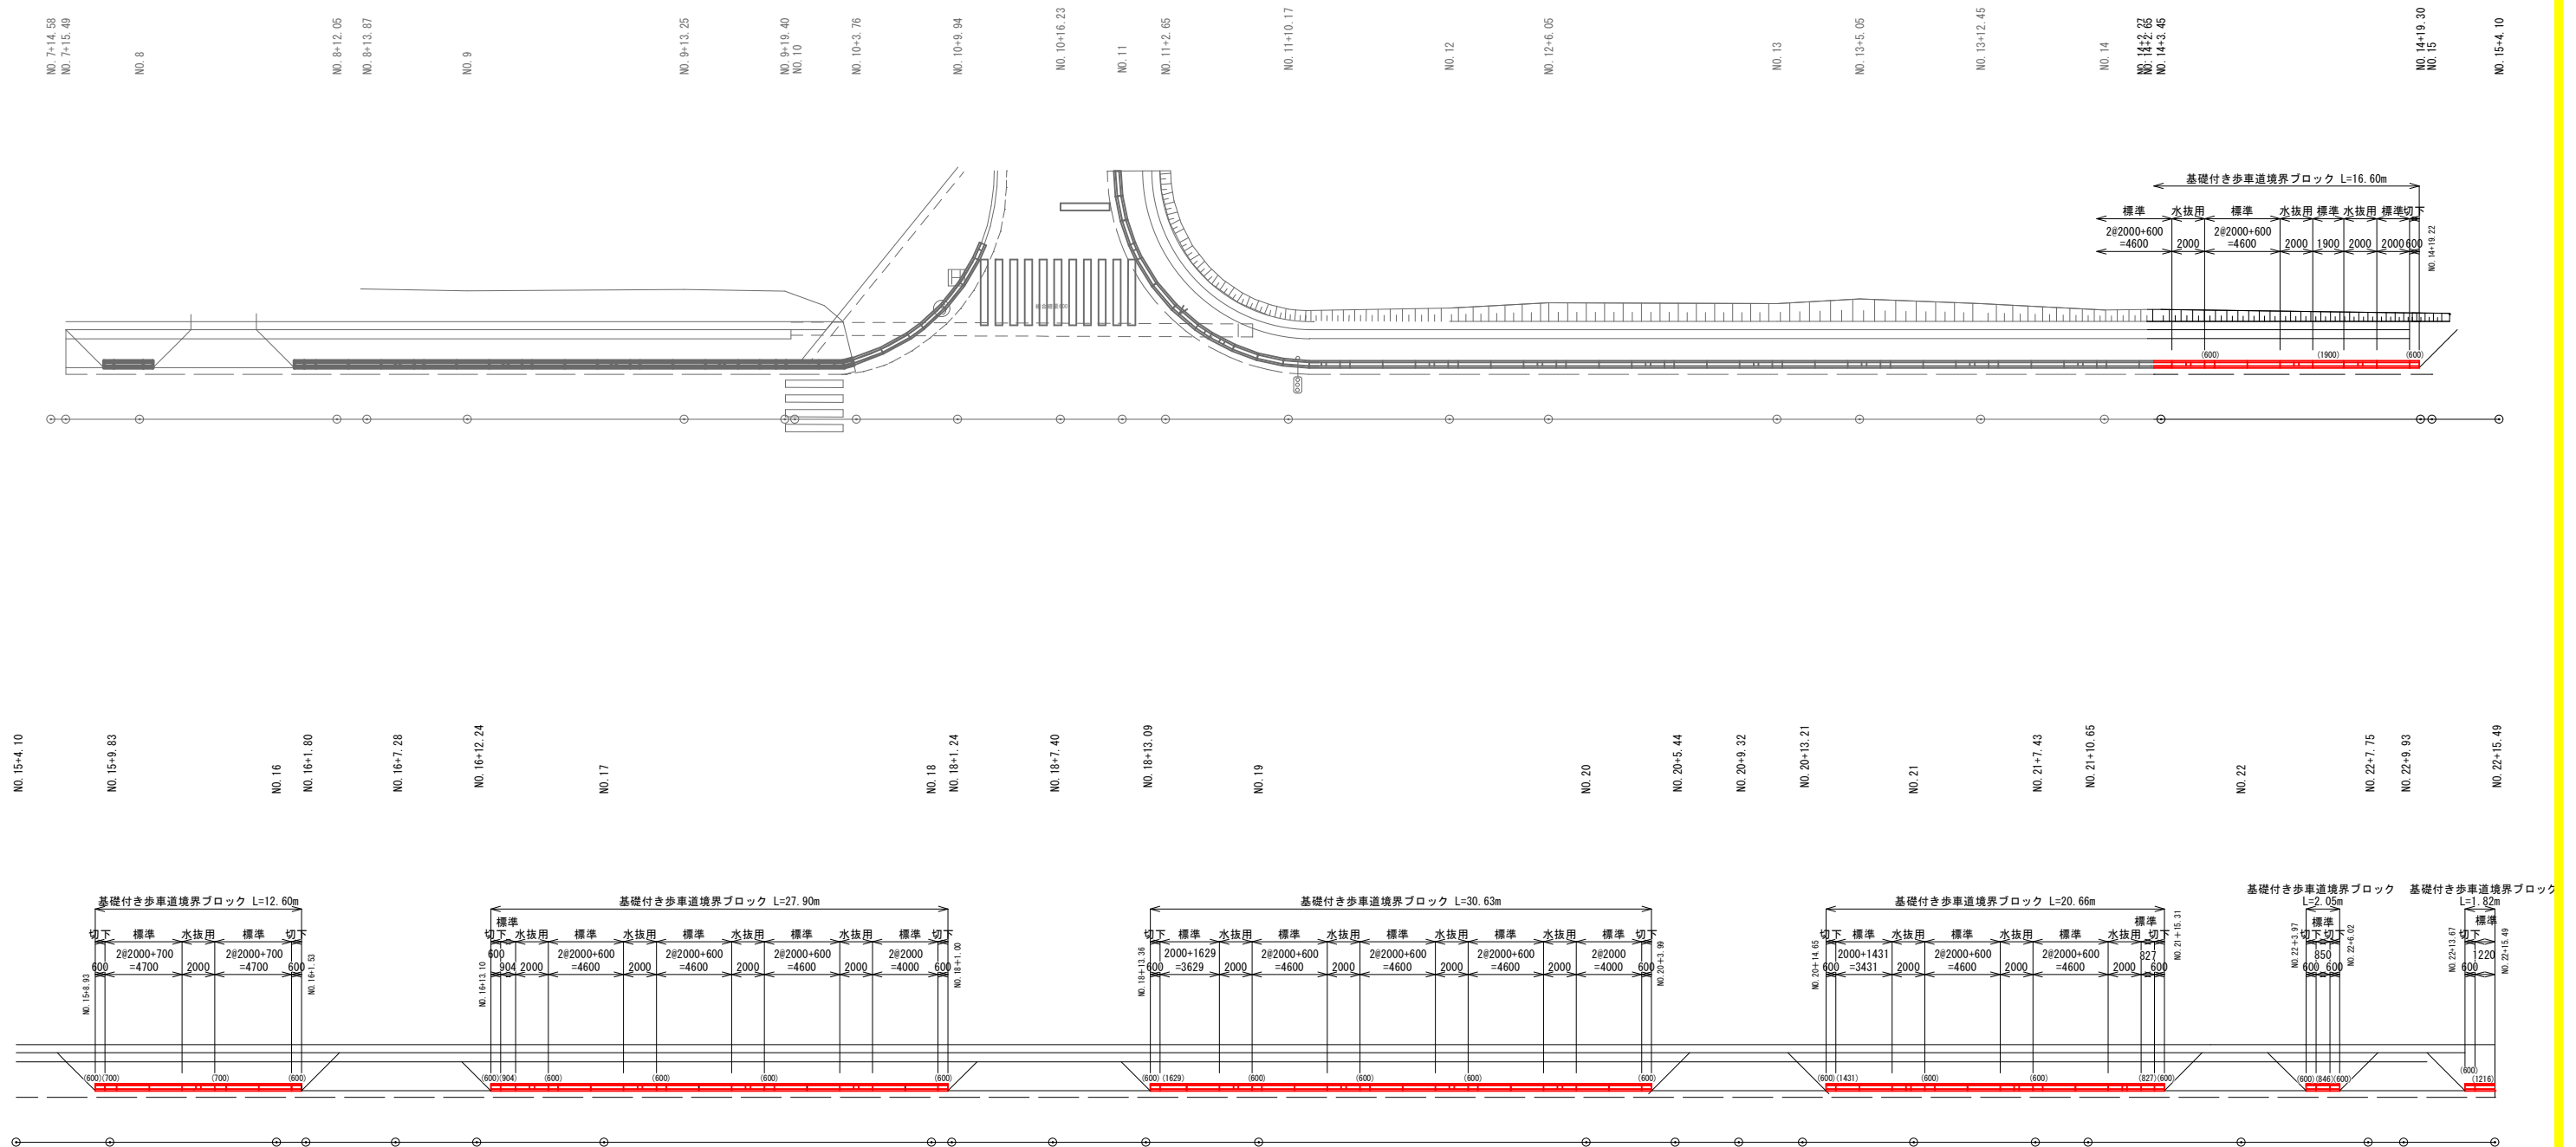 NO. 7+14.58
NO. 7+15.49
NO. 8
NO. 8+12.05
NO. 8+13.87
NO. 9
NO. 9+13.25
NO. 9+19.40
NO. 10
NO. 10+3.76
NO. 10+9.94
NO. 10+16.23
NO. 11
NO. 11+2.65
NO. 11+10.17
NO. 12
NO. 12+6.05
NO. 13
NO. 13+5.05
NO. 13+12.45
NO. 14
NO. 14+2.27
NO. 14+2.65
NO. 14+3.45
NO. 14+19.30
NO. 15
NO. 15+4.10
基礎付き歩車道境界ブロック L=16.60m
標準 水抜用 標準 水抜用 標準 水抜用 標準 切下
2@2000+600 2@2000+600
=4600 2000 =4600 2000 1900 2000 2000 600
NO. 14+19.22
(600) (1900) (600)
NO. 15+4.10
NO. 15+9.83
NO. 16
NO. 16+1.80
NO. 16+7.28
NO. 16+12.24
NO. 17
NO. 18
NO. 18+1.24
NO. 18+7.40
NO. 18+13.09
NO. 19
NO. 20
NO. 20+5.44
NO. 20+9.32
NO. 20+13.21
NO. 21
NO. 21+7.43
NO. 21+10.65
NO. 22
NO. 22+7.75
NO. 22+9.93
NO. 22+15.49
基礎付き歩車道境界ブロック L=12.60m
切下 標準 水抜用 標準 切下
2@2000+700 2@2000+700
600 =4700 2000 =4700 600
NO. 15+8.93
NO. 16+1.53
(600) (700) (700) (600)
基礎付き歩車道境界ブロック L=27.90m
標準
切下 水抜用 標準 水抜用 標準 水抜用 標準 水抜用 標準 切下
600 2@2000+600 2@2000+600 2@2000+600 2@2000
904 2000 =4600 2000 =4600 2000 =4600 2000 =4000 600
NO. 16+13.10
NO. 18+1.00
(600) (904) (600) (600) (600) (600)
基礎付き歩車道境界ブロック L=30.63m
切下 標準 水抜用 標準 水抜用 標準 水抜用 標準 水抜用 標準 切下
2000+1629 2@2000+600 2@2000+600 2@2000+600 2@2000
600 =3629 2000 =4600 2000 =4600 2000 =4600 2000 =4000 600
NO. 18+13.36
NO. 20+3.99
(600) (1629) (600) (600) (600) (600)
基礎付き歩車道境界ブロック L=20.66m
標準
切下 標準 水抜用 標準 水抜用 標準 水抜用 切下
2000+1431 2@2000+600 2@2000+600 827
600 =3431 2000 =4600 2000 =4600 2000 600
NO. 20+14.65
NO. 21+15.31
(600) (1431) (600) (600) (827) (600)
基礎付き歩車道境界ブロック
L=2.05m
標準
切下 切下
850
600 600
NO. 22+3.97
NO. 22+6.02
(600) (846) (600)
基礎付き歩車道境界ブロック
L=1.82m
標準
切下
1220
600
NO. 22+13.67
NO. 22+15.49
(600)
(1216)